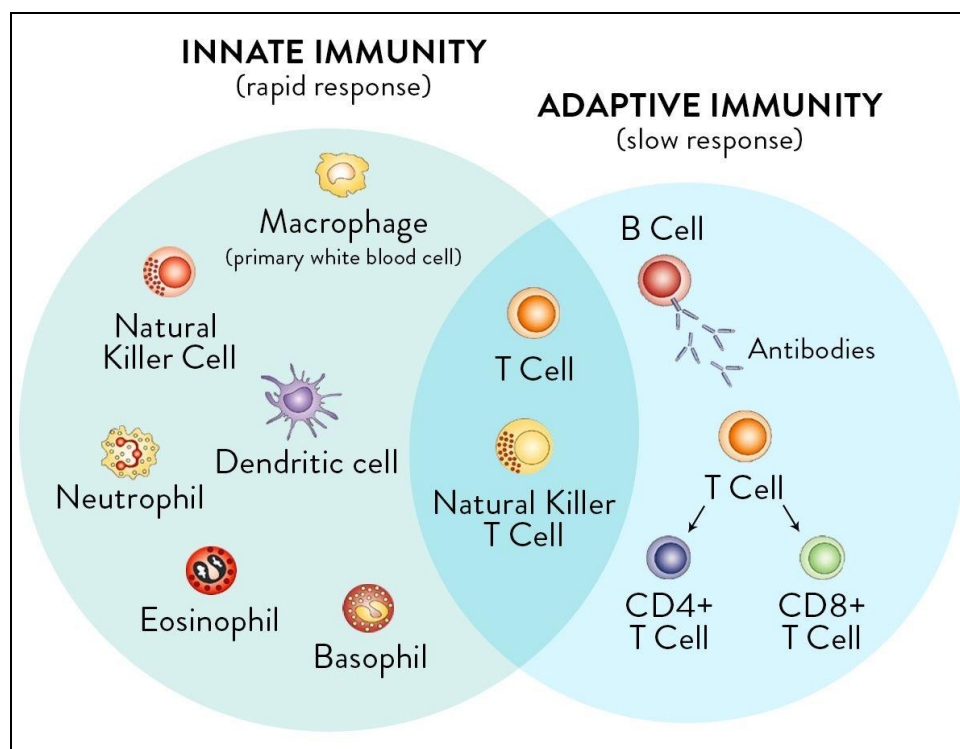 INNATE IMMUNITY
(rapid response)
ADAPTIVE IMMUNITY
(slow response)
Macrophage
(primary white blood cell)
Natural
Killer Cell
Dendritic cell
Neutrophil
Eosinophil
Basophil
T Cell
Natural Killer
T Cell
B Cell
Antibodies
T Cell
CD4+
T Cell
CD8+
T Cell